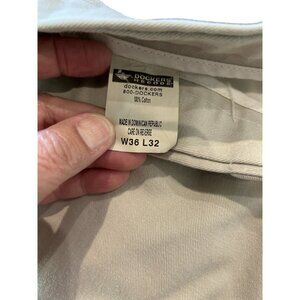 DOCKERS
dockers.com
800-DOCKERS
100% Cotton
MADE IN DOMINICAN REPUBLIC
CARE ON REVERSE
W36 L32